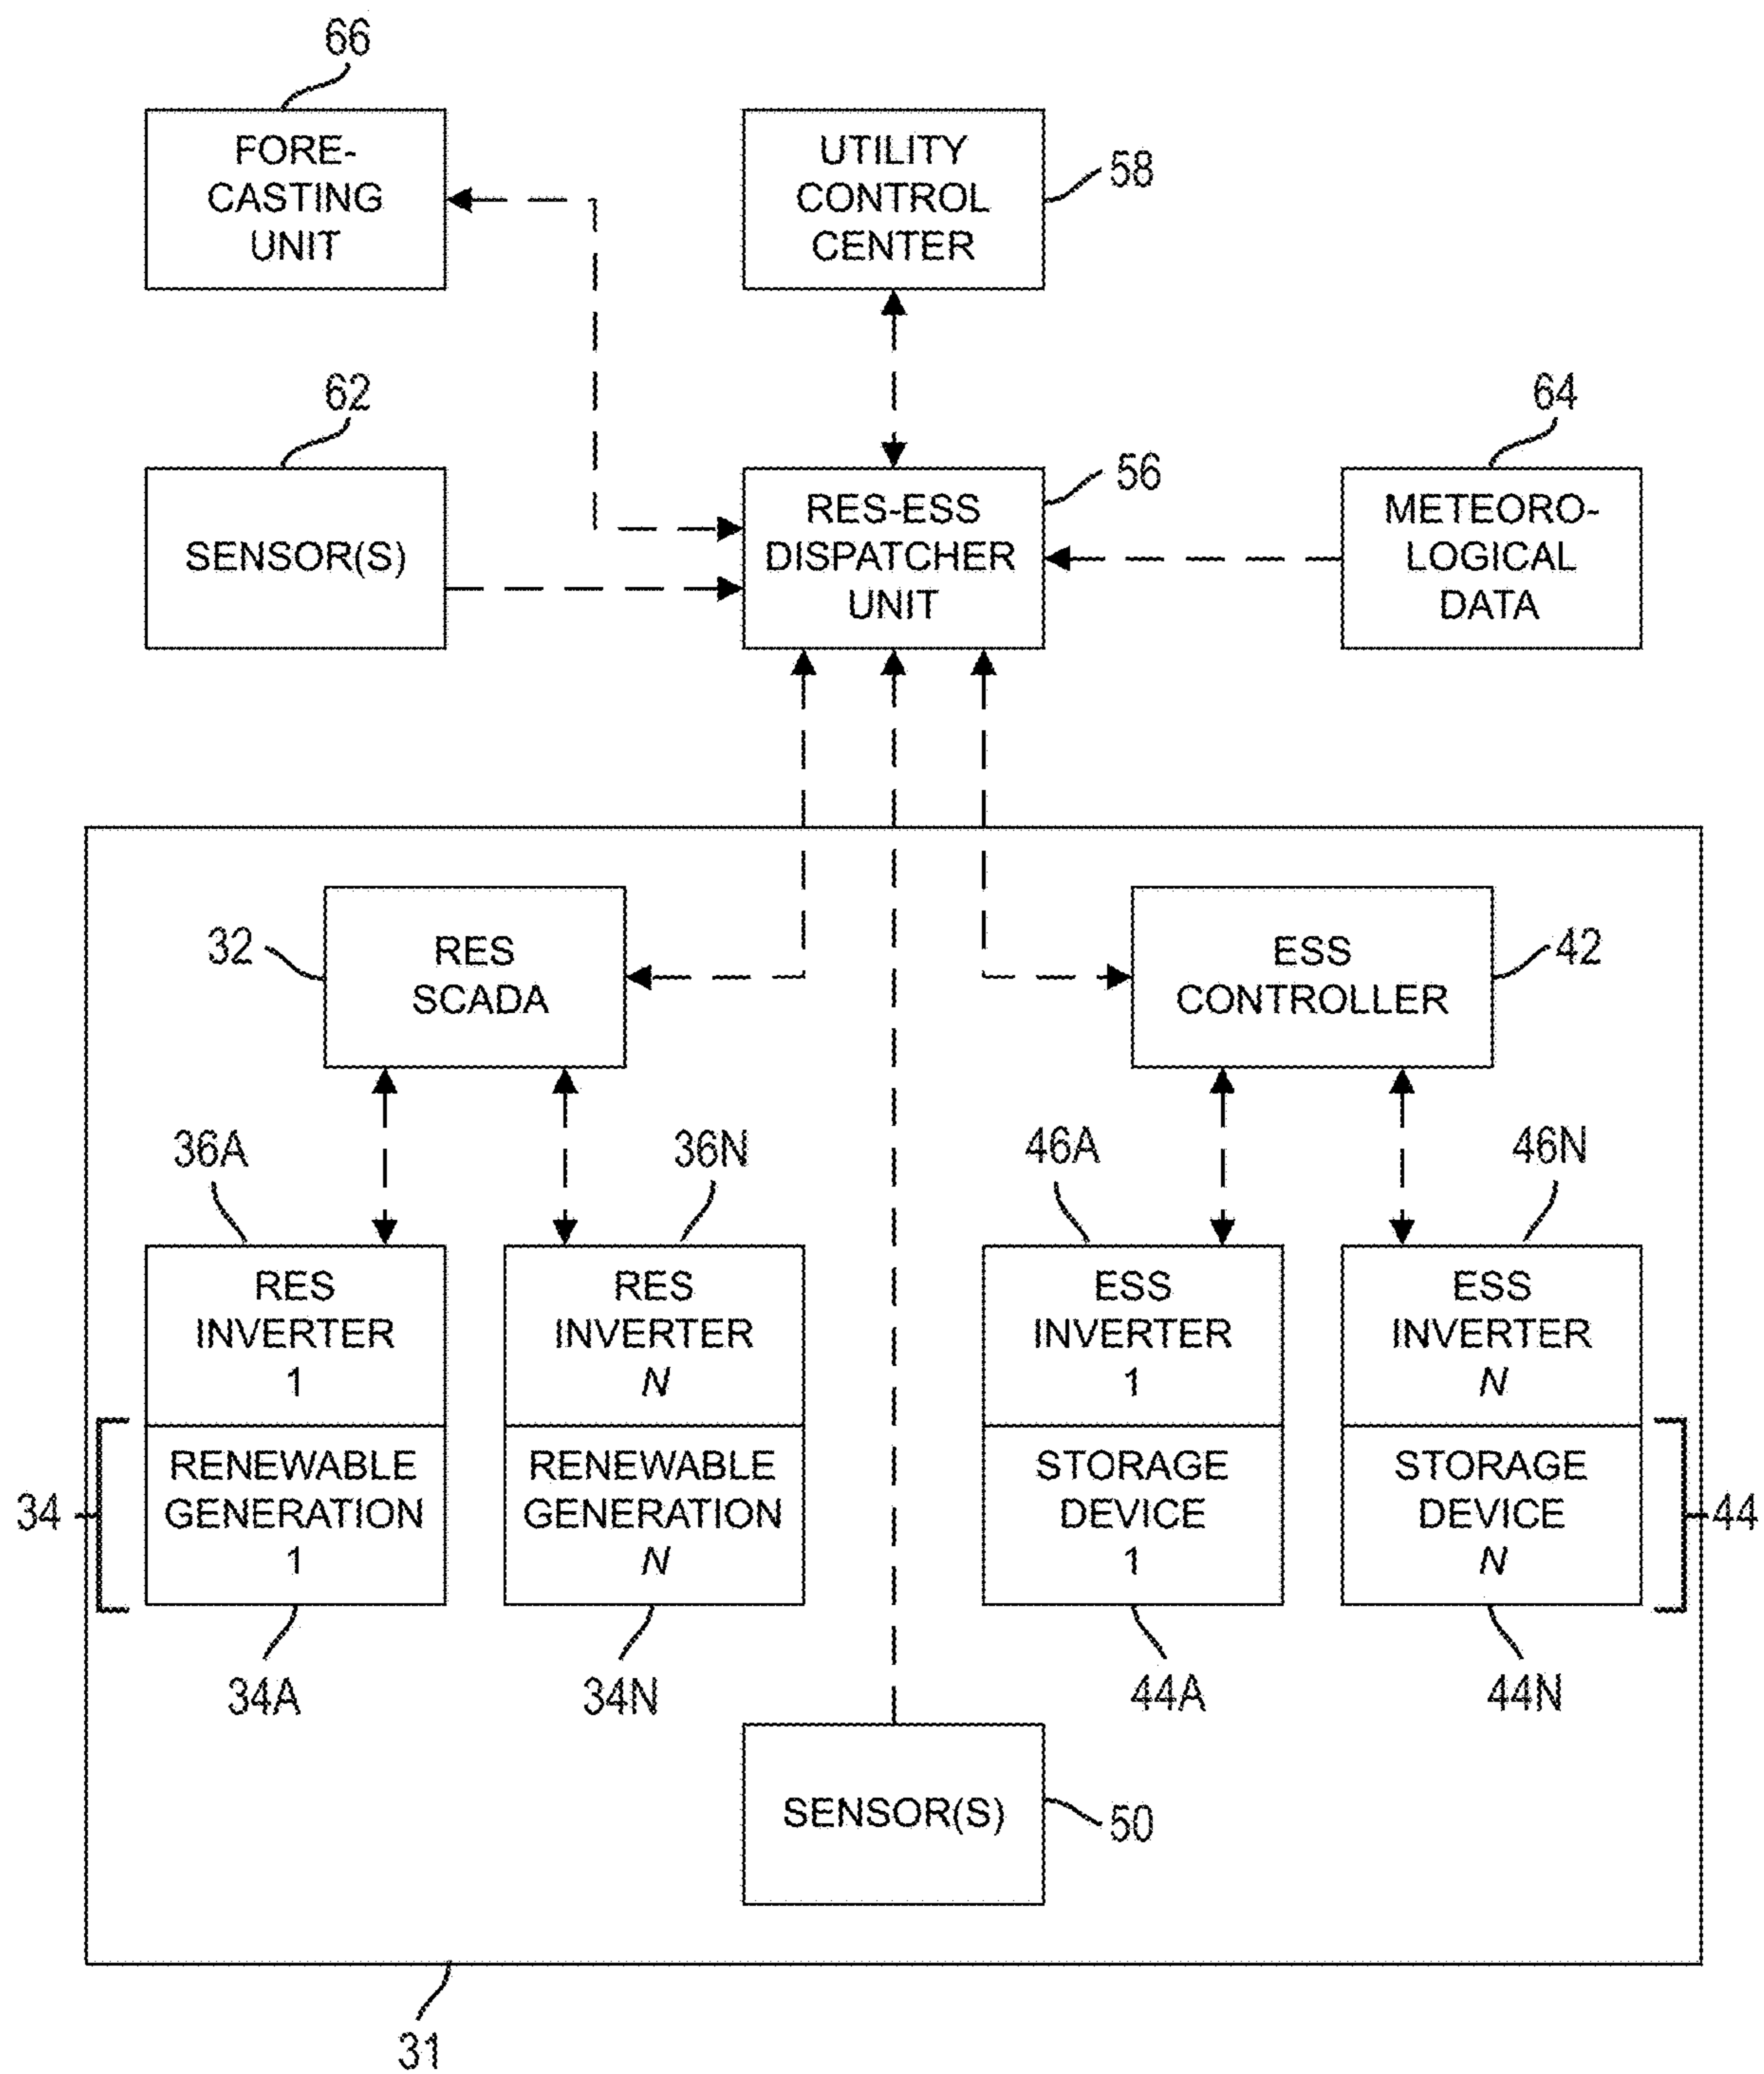 66
FORE-
CASTING
UNIT
UTILITY
CONTROL
CENTER
58
62
SENSOR(S)
RES-ESS
DISPATCHER
UNIT
56
64
METEORO-
LOGICAL
DATA
32
RES
SCADA
ESS
CONTROLLER
42
36A
36N
46A
46N
RES
INVERTER
1
RES
INVERTER
N
ESS
INVERTER
1
ESS
INVERTER
N
34
RENEWABLE
GENERATION
1
RENEWABLE
GENERATION
N
STORAGE
DEVICE
1
STORAGE
DEVICE
N
44
34A
34N
44A
44N
SENSOR(S)
50
31